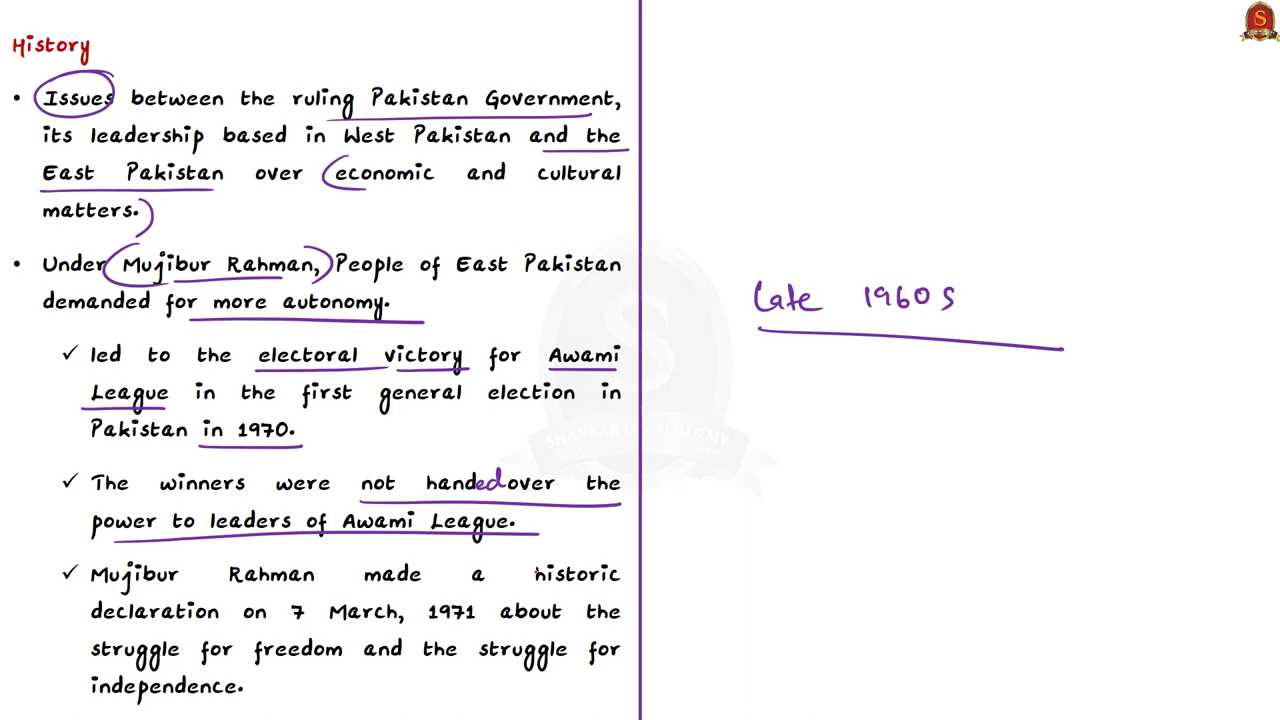 History
• Issues between the ruling Pakistan Government,
its leadership based in West Pakistan and the
East Pakistan over economic and cultural
matters.
• Under Mujibur Rahman, People of East Pakistan
demanded for more autonomy.
✓ led to the electoral victory for Awami
League in the first general election in
Pakistan in 1970.
✓ The winners were not handed over the
power to leaders of Awami League.
✓ Mujibur Rahman made a historic
declaration on 7 March, 1971 about the
struggle for freedom and the struggle for
independence.
Late 1960s
S
S
SHANKAR IAS ACADEMY